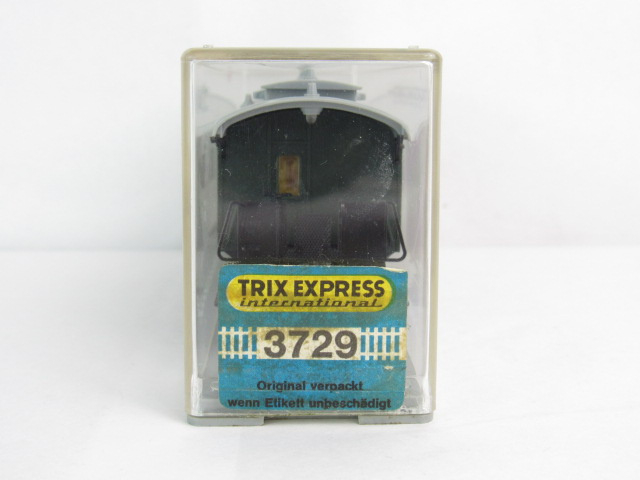 TRIX EXPRESS
international
3729
Original verpackt
wenn Etikett unbeschädigt